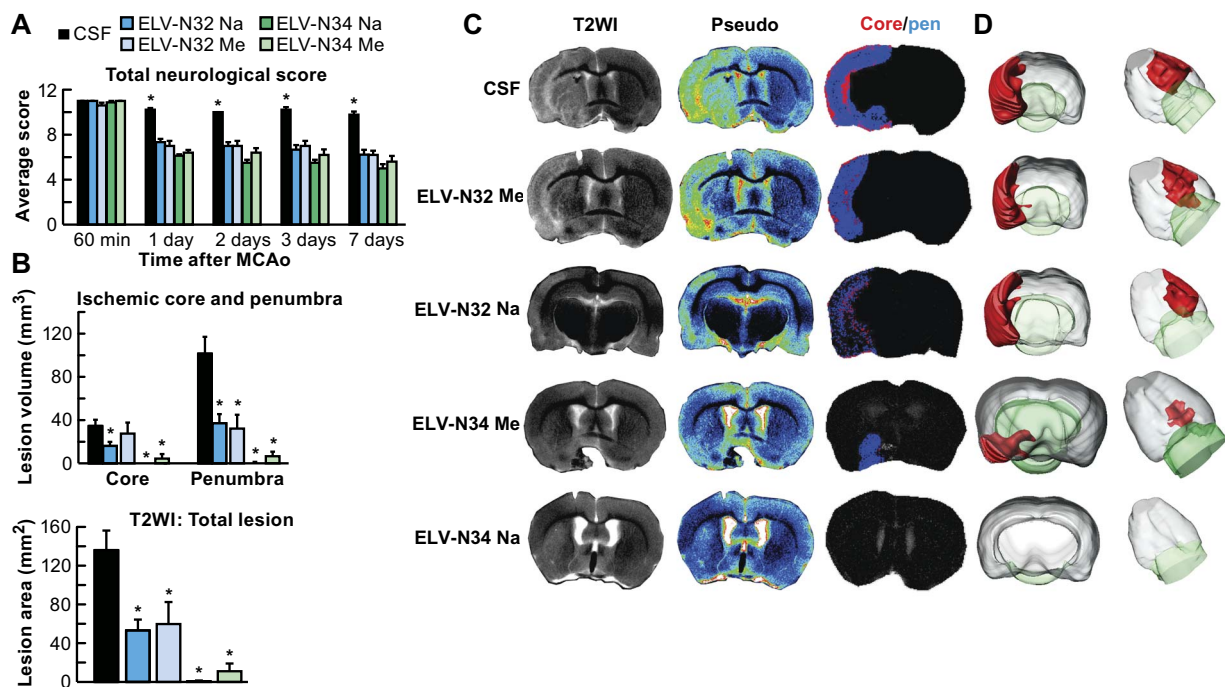 A
CSF
ELV-N32 Na
ELV-N34 Na
ELV-N32 Me
ELV-N34 Me
Total neurological score
Average score
12
8
4
0
* * * *
60 min 1 day 2 days 3 days 7 days
Time after MCAo
B
Ischemic core and penumbra
Lesion volume (mm³)
120
80
40
0
* * * * * * *
Core Penumbra
T2WI: Total lesion
Lesion area (mm²)
160
120
80
60
40
20
0
* * * *
C
T2WI Pseudo Core/pen
CSF
ELV-N32 Me
ELV-N32 Na
ELV-N34 Me
ELV-N34 Na
D